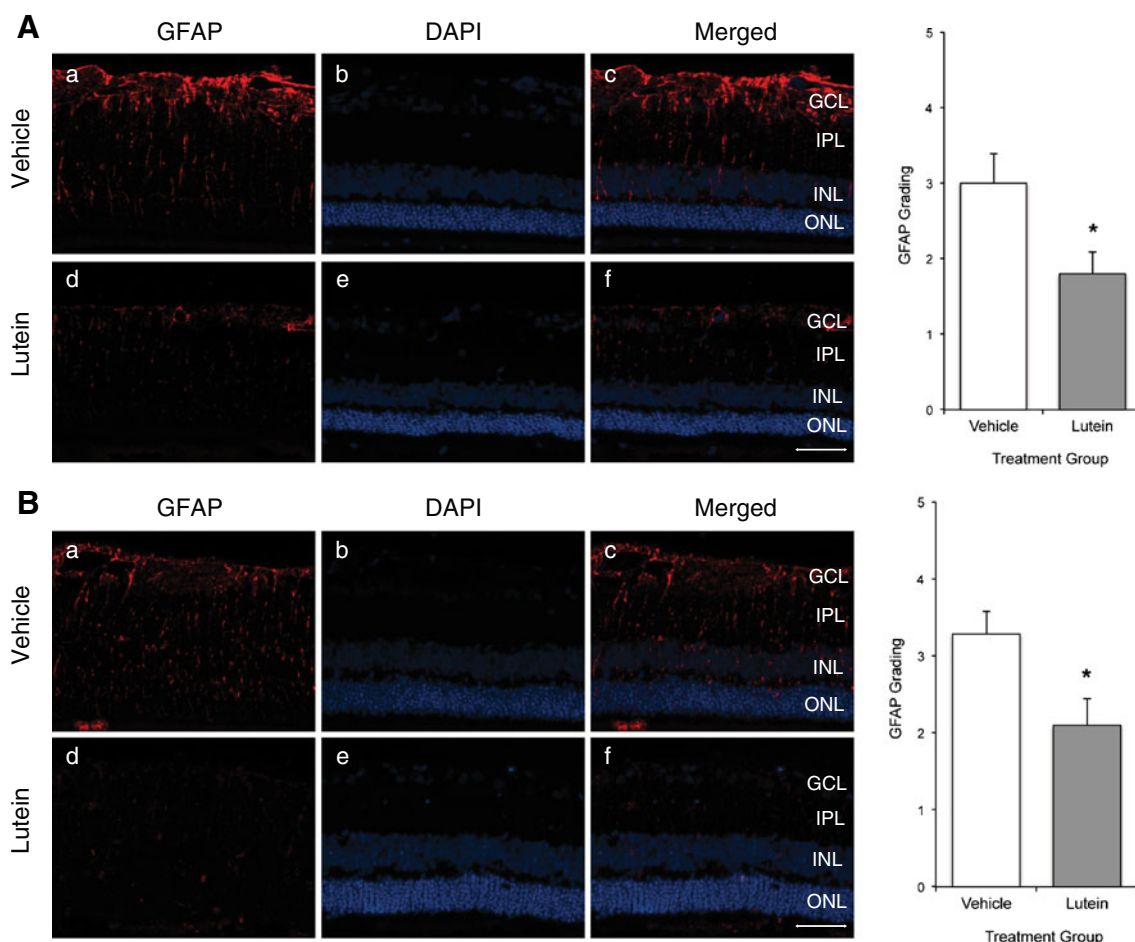 A
GFAP DAPI Merged
Vehicle
a b c
GCL
IPL
INL
ONL
Lutein
d e f
GCL
IPL
INL
ONL
5
4
3
2
1
0
GFAP Grading
*
Vehicle Lutein
Treatment Group
B
GFAP DAPI Merged
Vehicle
a b c
GCL
IPL
INL
ONL
Lutein
d e f
GCL
IPL
INL
ONL
5
4
3
2
1
0
GFAP Grading
*
Vehicle Lutein
Treatment Group